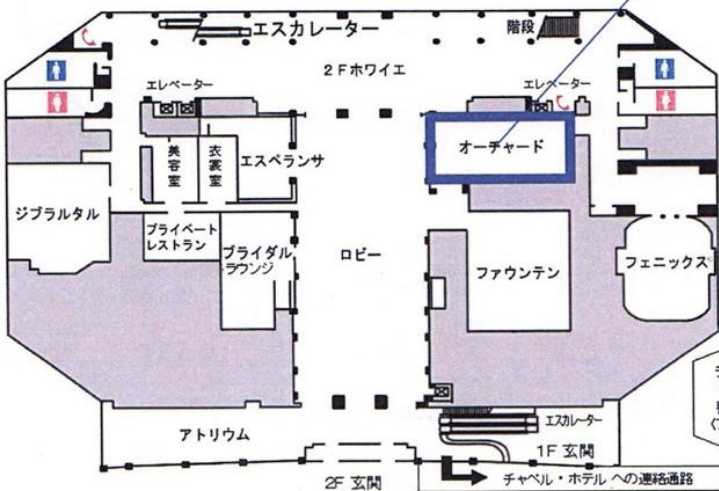 エスカレーター
階段
2Fホワイエ
エレベーター
エレベーター
オーチャード
美容室
衣裳室
エスペランサ
ジブラルタル
プライベート
レストラン
ブライダル
ラウンジ
ロビー
ファウンテン
フェニックス
アトリウム
エスカレーター
1F 玄関
2F 玄関
チャペル・ホテル への連絡通路